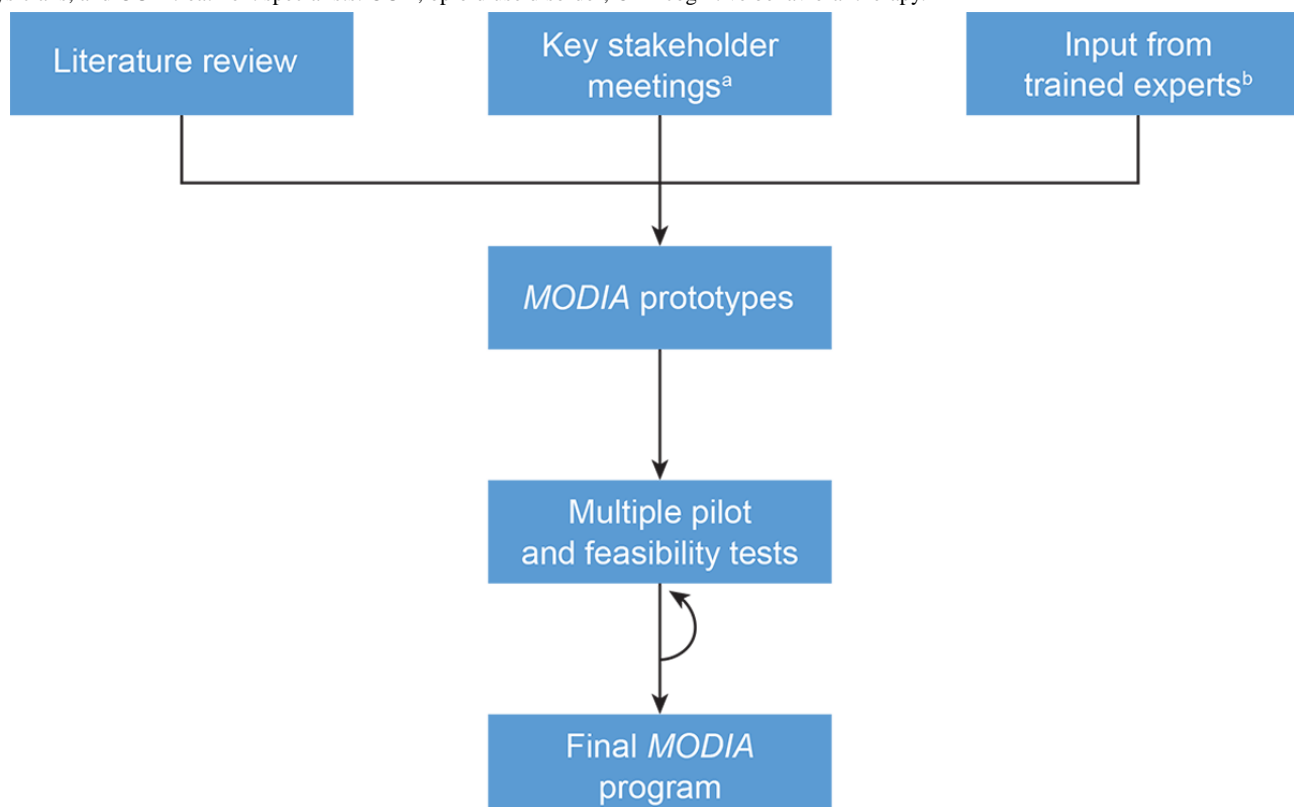 Literature review
Key stakeholder
meetingsᵃ
Input from
trained expertsᵇ
MODIA prototypes
Multiple pilot
and feasibility tests
Final MODIA
program